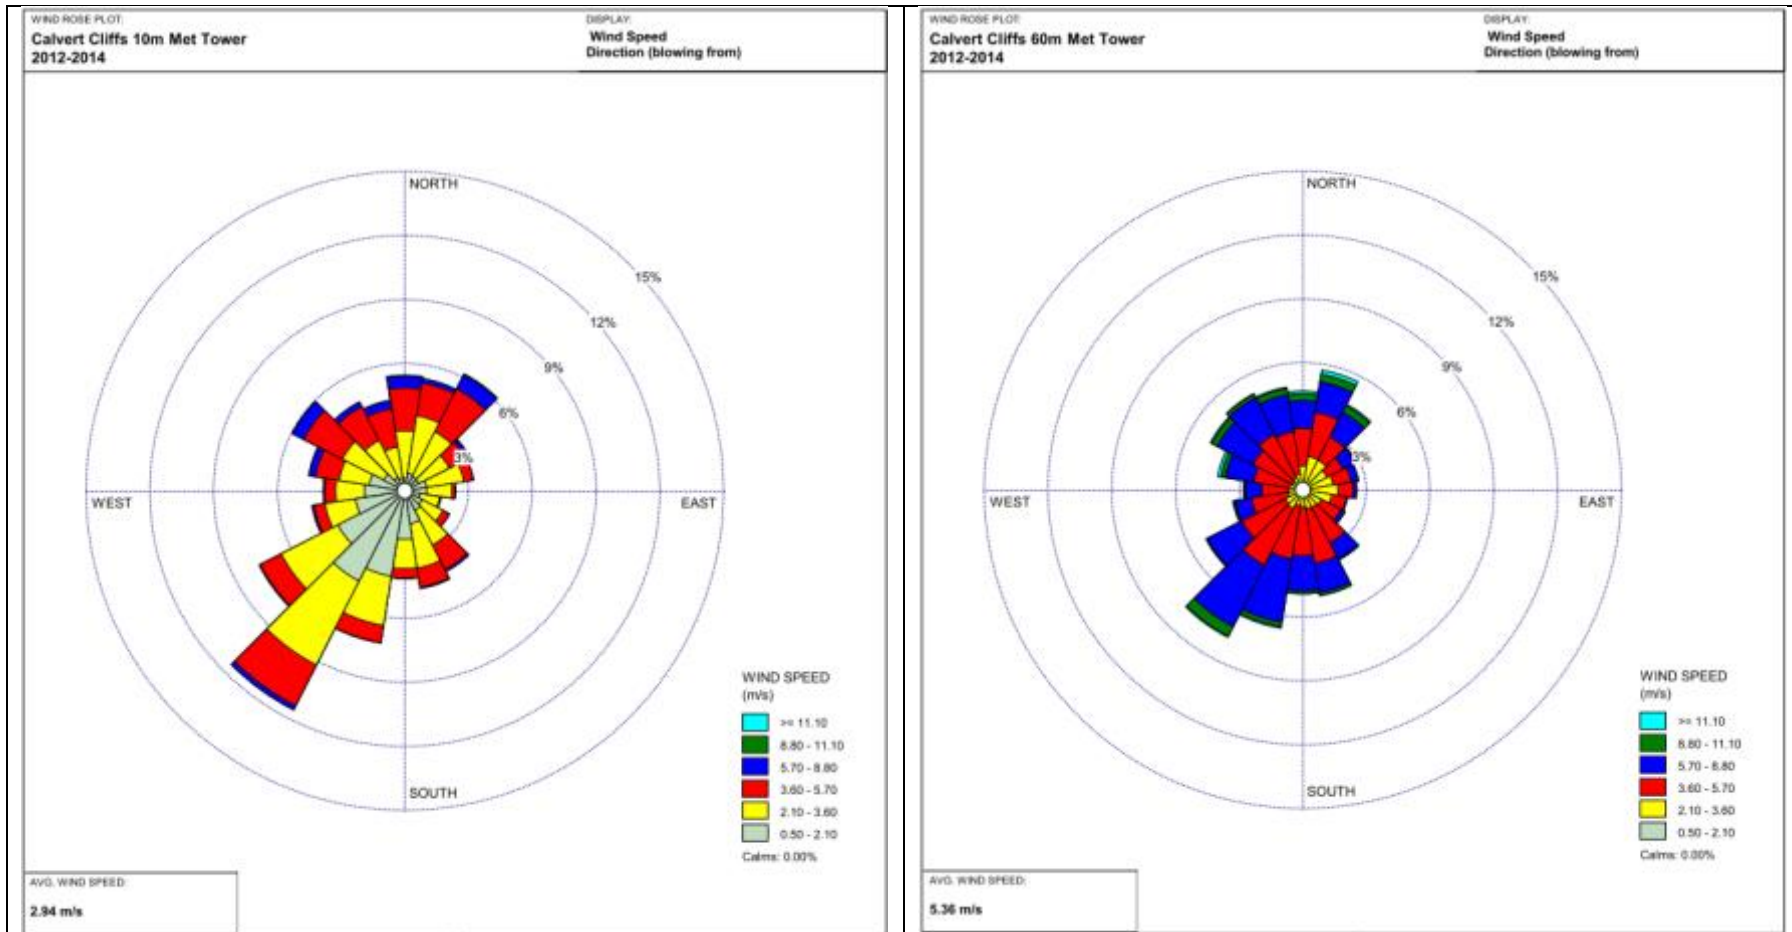 WIND ROSE PLOT:
Calvert Cliffs 10m Met Tower
2012-2014
DISPLAY:
Wind Speed
Direction (blowing from)
NORTH
15%
12%
9%
6%
3%
WEST
EAST
SOUTH
WIND SPEED
(m/s)
>= 11.10
8.80 - 11.10
5.70 - 8.80
3.60 - 5.70
2.10 - 3.60
0.50 - 2.10
Calms: 0.00%
AVG. WIND SPEED:
2.94 m/s
WIND ROSE PLOT:
Calvert Cliffs 60m Met Tower
2012-2014
DISPLAY:
Wind Speed
Direction (blowing from)
NORTH
15%
12%
9%
6%
3%
WEST
EAST
SOUTH
WIND SPEED
(m/s)
>= 11.10
8.80 - 11.10
5.70 - 8.80
3.60 - 5.70
2.10 - 3.60
0.50 - 2.10
Calms: 0.00%
AVG. WIND SPEED:
5.36 m/s